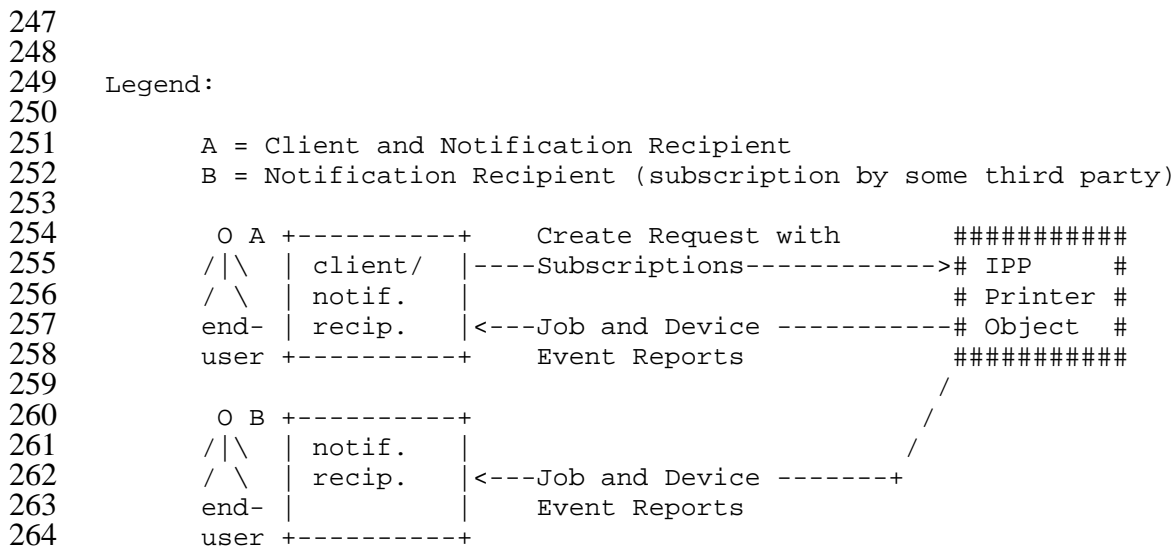 247
248
249 Legend:
250
251 A = Client and Notification Recipient
252 B = Notification Recipient (subscription by some third party)
253
254 O A +----------+ Create Request with ###########
255 /|\ | client/ |----Subscriptions------------># IPP #
256 / \ | notif. | # Printer #
257 end- | recip. |<---Job and Device -----------# Object #
258 user +----------+ Event Reports ###########
259 /
260 O B +----------+ /
261 /|\ | notif. | /
262 / \ | recip. |<---Job and Device -------+
263 end- | | Event Reports
264 user +----------+